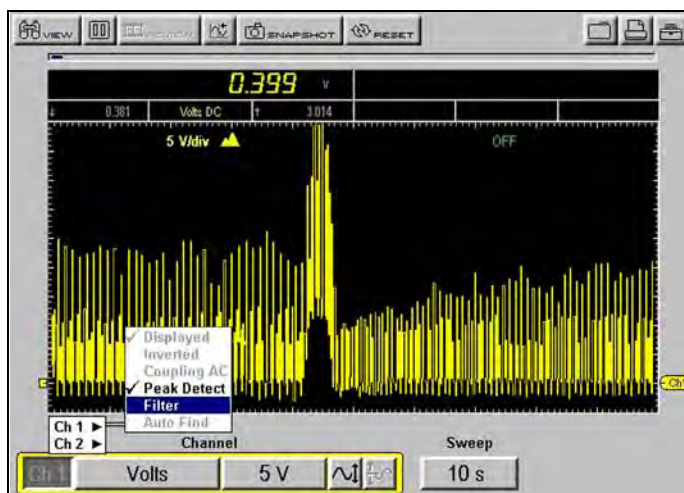 VIEW SNAPSHOT RESET
0.399 V
0.381 Volts DC 3.014
5 V/div OFF
Displayed
Inverted
Coupling AC
Peak Detect
Filter
Auto Find
Ch 1
Ch 2
Channel Sweep
Ch 1 Volts 5 V 10 s